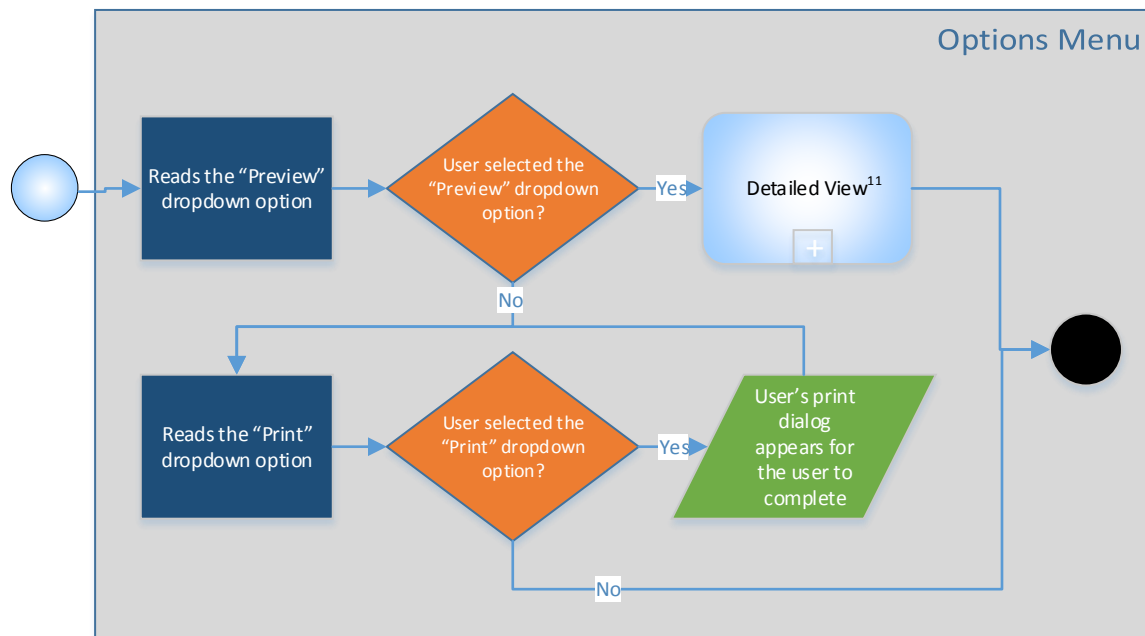 Options Menu
Reads the “Preview”
dropdown option
User selected the
“Preview” dropdown
option?
Yes
Detailed View11
+
No
Reads the “Print”
dropdown option
User selected the
“Print” dropdown
option?
Yes
User’s print
dialog
appears for
the user to
complete
No